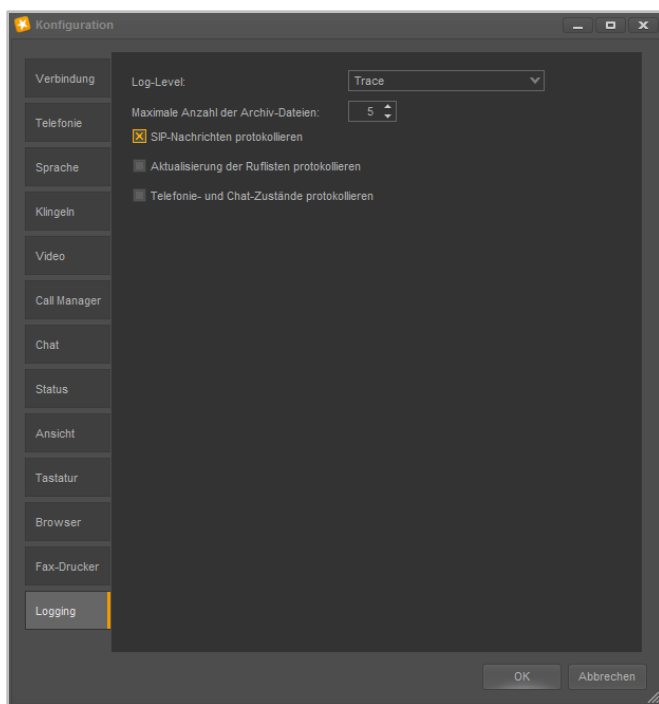 Konfiguration
Verbindung
Telefonie
Sprache
Klingeln
Video
Call Manager
Chat
Status
Ansicht
Tastatur
Browser
Fax-Drucker
Logging
Log-Level: Trace
Maximale Anzahl der Archiv-Dateien: 5
SIP-Nachrichten protokollieren
Aktualisierung der Ruflisten protokollieren
Telefonie- und Chat-Zustände protokollieren
OK Abbrechen